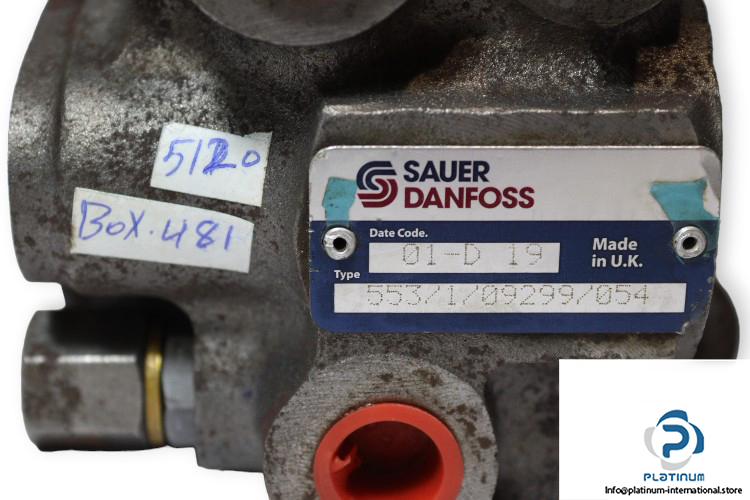 5120
BOX.481
SAUER
DANFOSS
Date Code.
01-D 19
Made
in U.K.
Type
553/1/09299/054
PLATINUM
Info@platinum-international.store